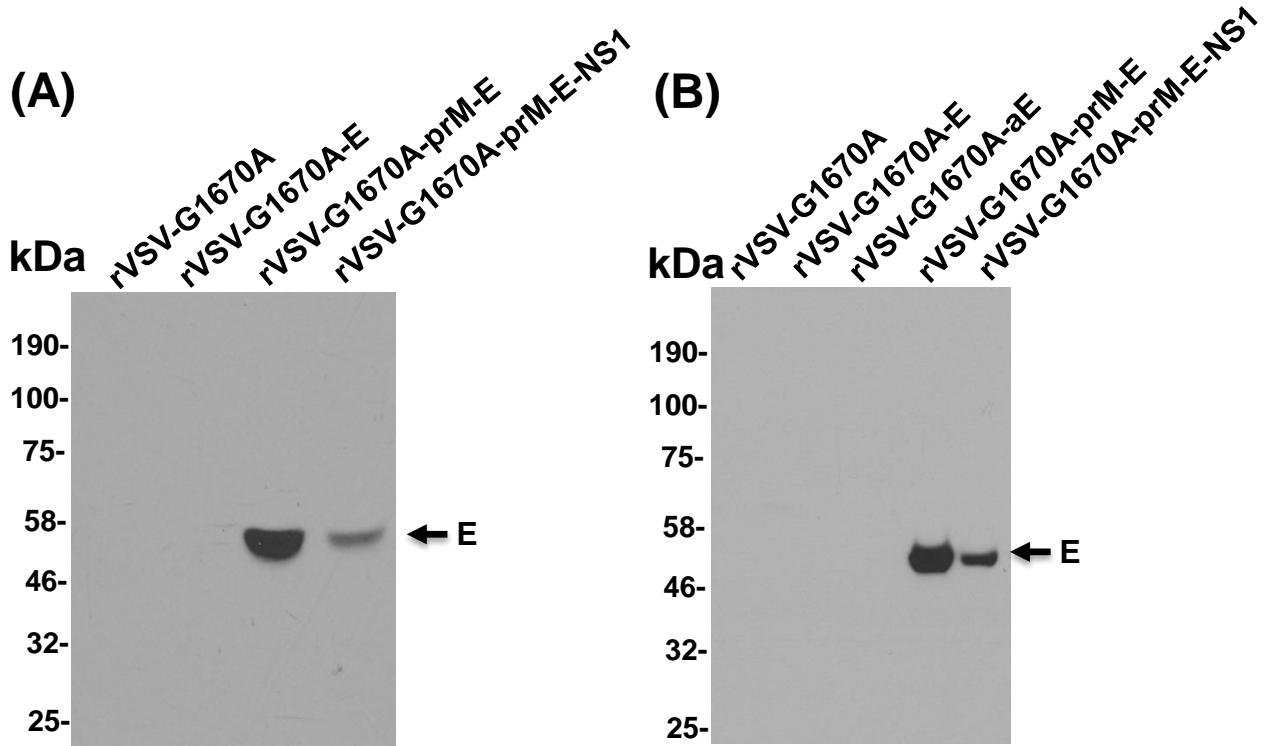 (A)
rVSV-G1670A
rVSV-G1670A-E
rVSV-G1670A-prM-E
rVSV-G1670A-prM-E-NS1
kDa
190-
100-
75-
58-
46-
32-
25-
E
(B)
rVSV-G1670A
rVSV-G1670A-E
rVSV-G1670A-aE
rVSV-G1670A-prM-E
rVSV-G1670A-prM-E-NS1
kDa
190-
100-
75-
58-
46-
32-
25-
E